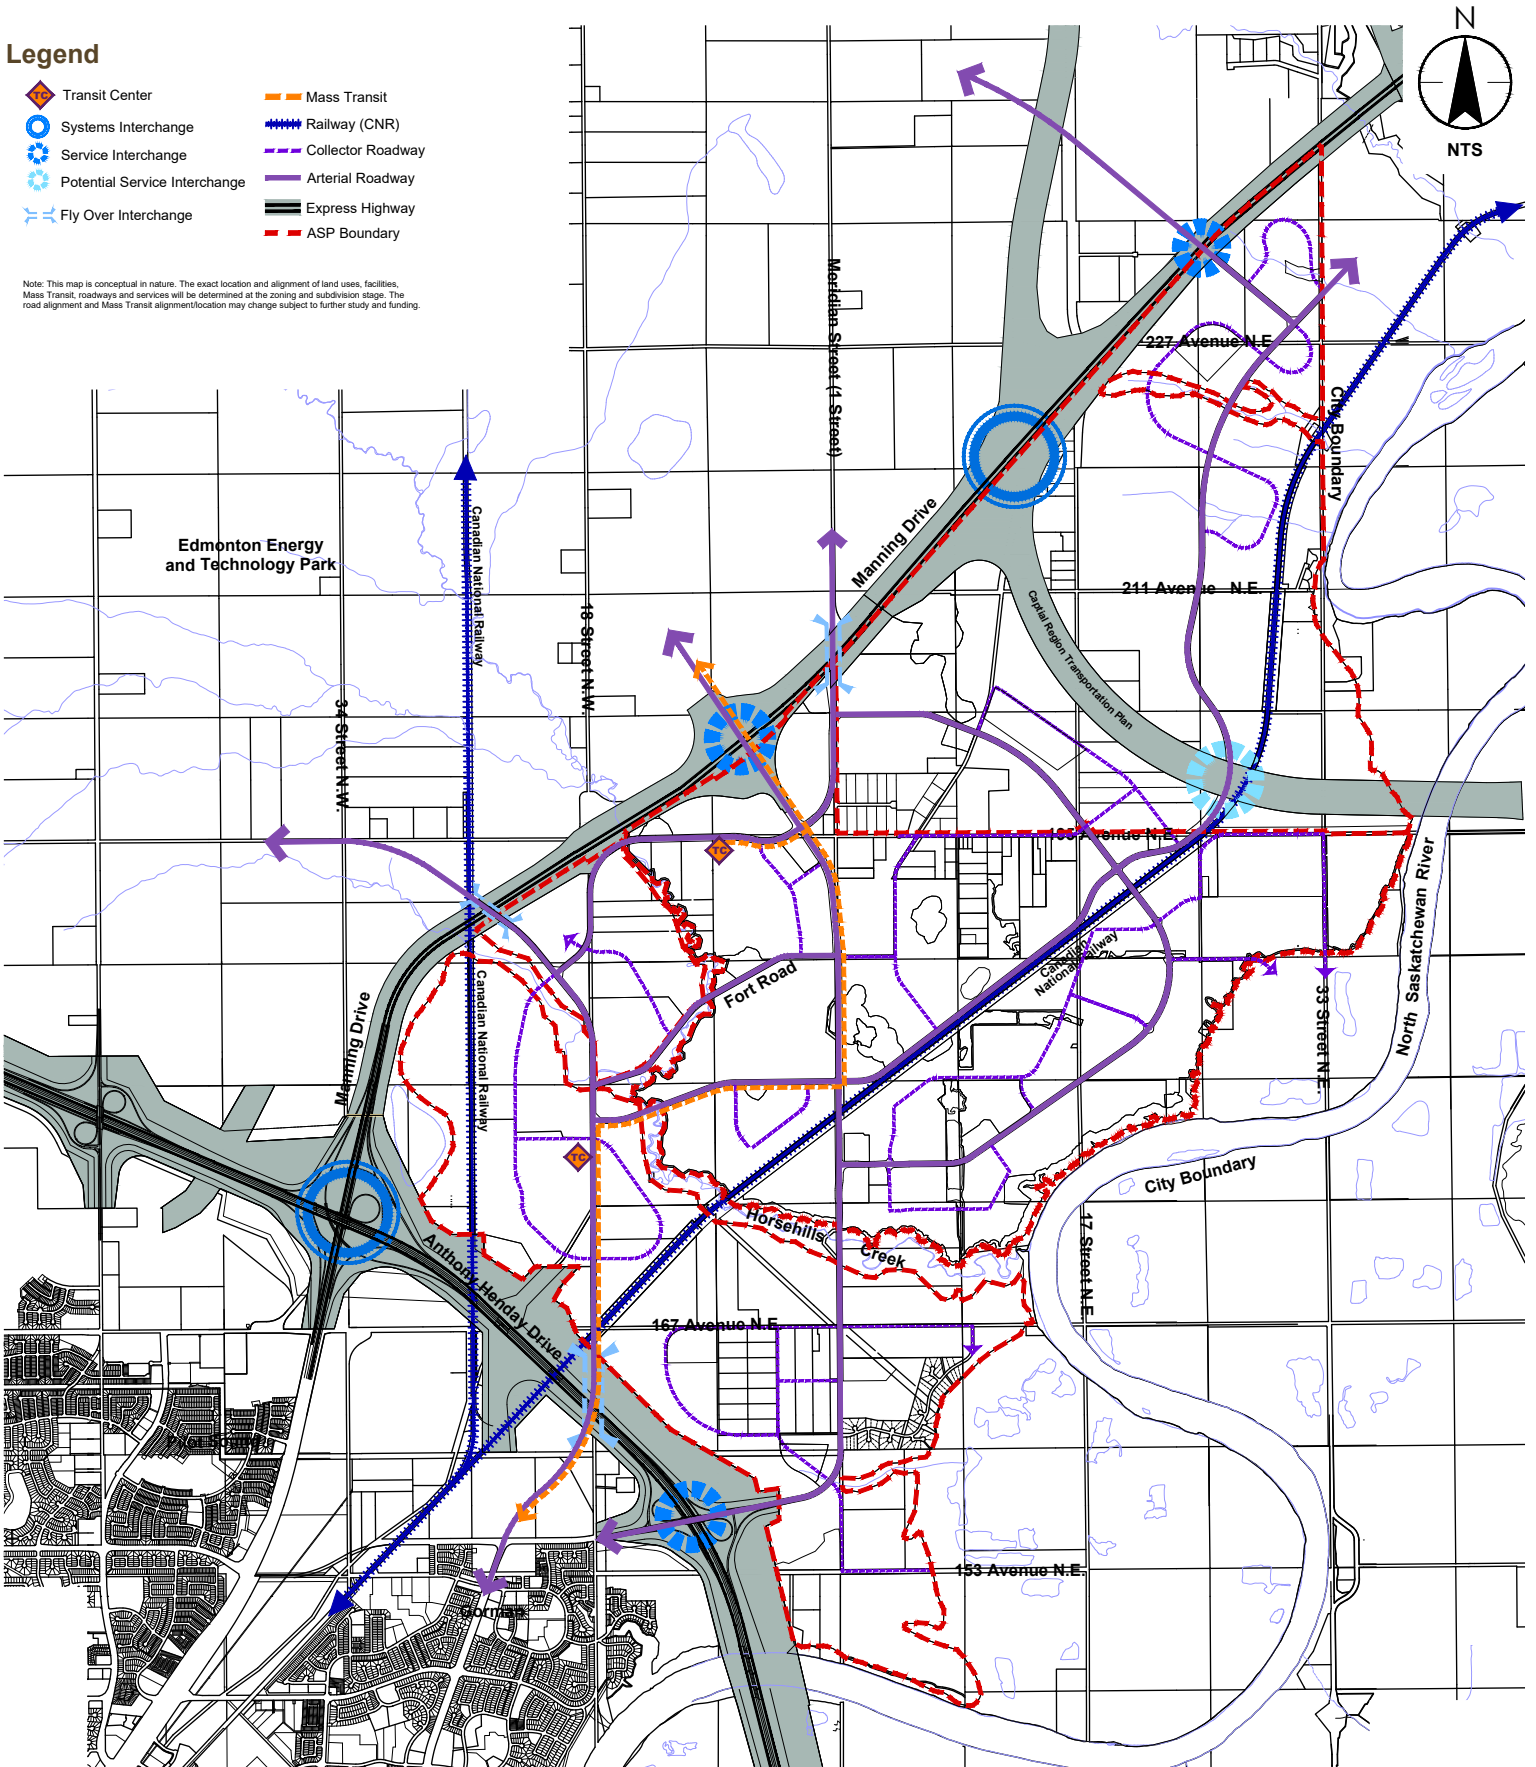 N
NTS
Legend
TC Transit Center
Systems Interchange
Service Interchange
Potential Service Interchange
Fly Over Interchange
Mass Transit
Railway (CNR)
Collector Roadway
Arterial Roadway
Express Highway
ASP Boundary
Note: This map is conceptual in nature. The exact location and alignment of land uses, facilities,
Mass Transit, roadways and services will be determined at the zoning and subdivision stage. The
road alignment and Mass Transit alignment/location may change subject to further study and funding.
Meridian Street (1 Street)
227 Avenue N.E.
City Boundary
Manning Drive
Edmonton Energy
and Technology Park
Canadian National Railway
18 Street N.W.
34 Street N.W.
211 Avenue N.E.
Captial Region Transportation Plan
195 Avenue N.E.
TC
Fort Road
Canadian
National Railway
North Saskatchewan River
33 Street N.E.
Manning Drive
Canadian National Railway
TC
Horsehills
Creek
City Boundary
17 Street N.E.
Anthony Henday Drive
167 Avenue N.E.
153 Avenue N.E.
Gorman